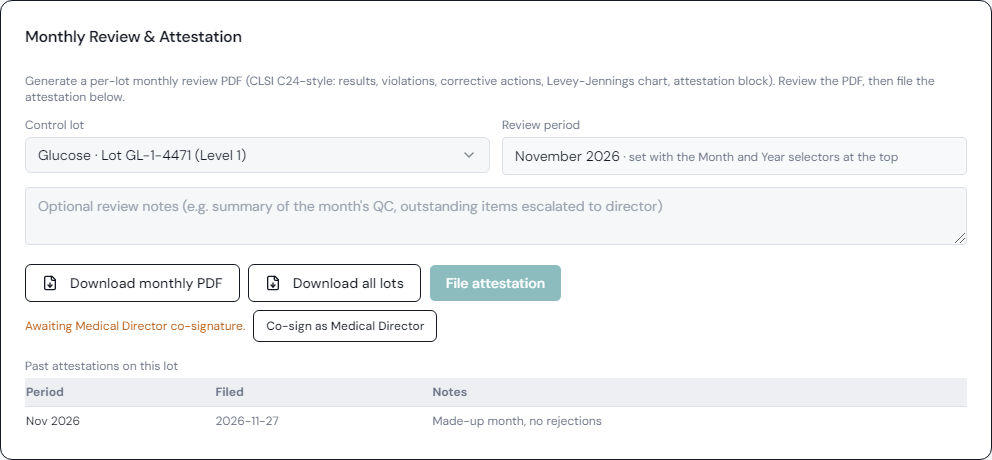 Monthly Review & Attestation
Generate a per-lot monthly review PDF (CLSI C24-style: results, violations, corrective actions, Levey-Jennings chart, attestation block). Review the PDF, then file the
attestation below.
Control lot
Review period
Glucose · Lot GL-1-4471 (Level 1)
November 2026 · set with the Month and Year selectors at the top
Optional review notes (e.g. summary of the month's QC, outstanding items escalated to director)
Download monthly PDF
Download all lots
File attestation
Awaiting Medical Director co-signature.
Co-sign as Medical Director
Past attestations on this lot
Period Filed Notes
Nov 2026 2026-11-27 Made-up month, no rejections